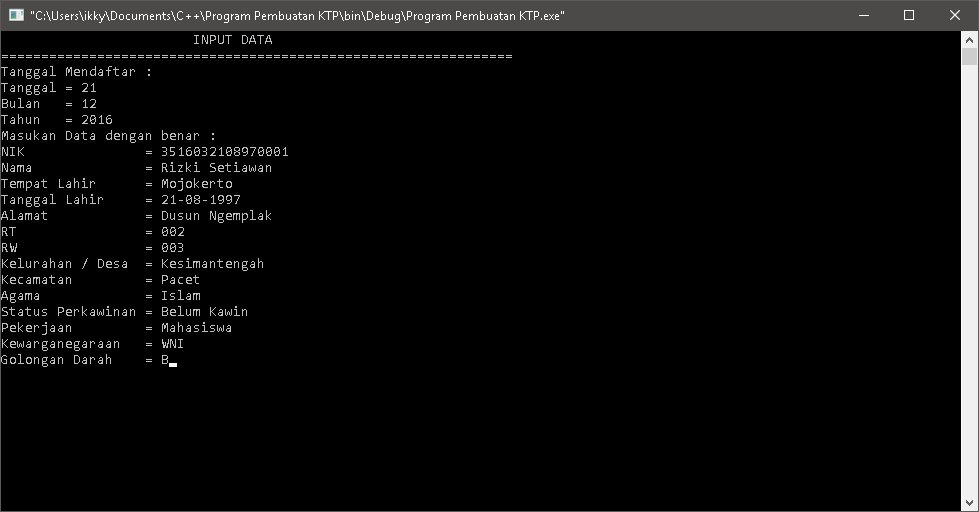 "C:\Users\ikky\Documents\C++\Program Pembuatan KTP\bin\Debug\Program Pembuatan KTP.exe"
INPUT DATA
================================================================
Tanggal Mendaftar :
Tanggal = 21
Bulan   = 12
Tahun   = 2016
Masukan Data dengan benar :
NIK               = 3516032108970001
Nama              = Rizki Setiawan
Tempat Lahir      = Mojokerto
Tanggal Lahir     = 21-08-1997
Alamat            = Dusun Ngemplak
RT                = 002
RW                = 003
Kelurahan / Desa  = Kesimantengah
Kecamatan         = Pacet
Agama             = Islam
Status Perkawinan = Belum Kawin
Pekerjaan         = Mahasiswa
Kewarganegaraan   = WNI
Golongan Darah    = B